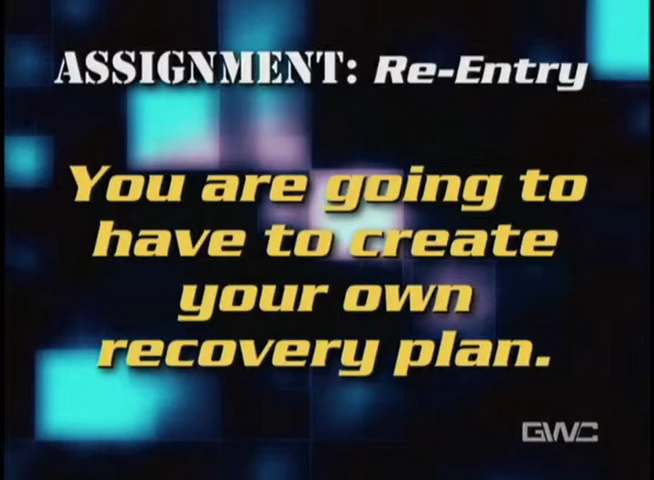 ASSIGNMENT: Re-Entry
You are going to
have to create
your own
recovery plan.
GWC